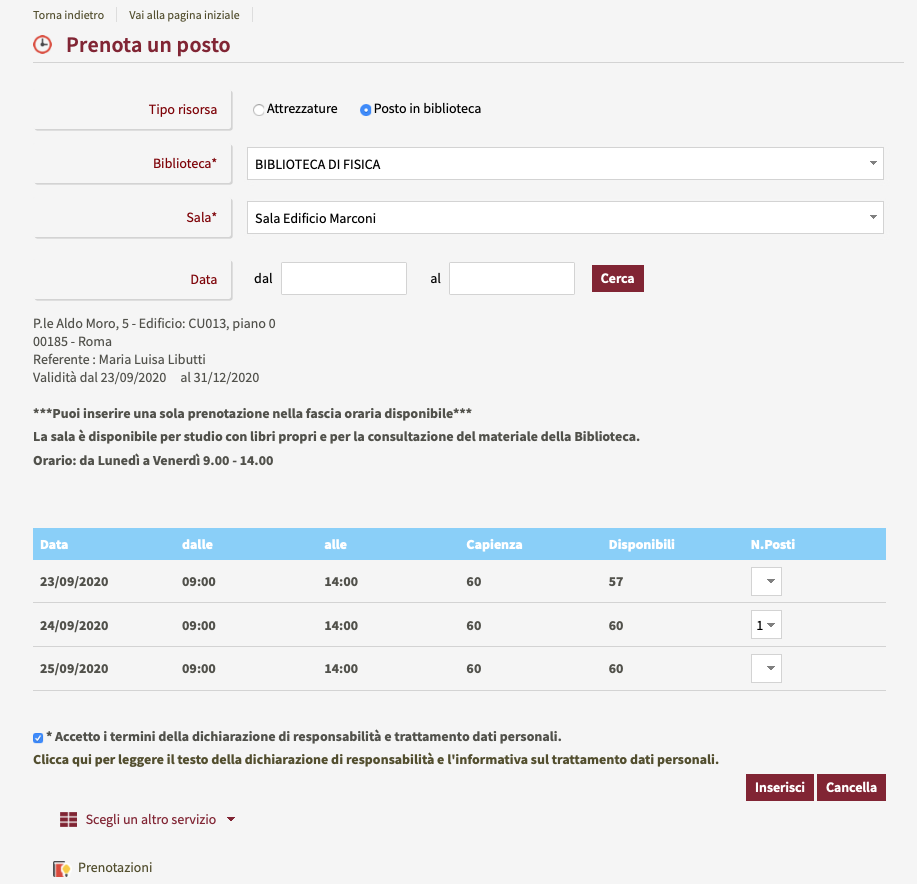 Torna indietro Vai alla pagina iniziale
Prenota un posto
Tipo risorsa Attrezzature Posto in biblioteca
Biblioteca* BIBLIOTECA DI FISICA
Sala* Sala Edificio Marconi
Data dal al Cerca
P.le Aldo Moro, 5 - Edificio: CU013, piano 0
00185 - Roma
Referente : Maria Luisa Libutti
Validità dal 23/09/2020 al 31/12/2020
***Puoi inserire una sola prenotazione nella fascia oraria disponibile***
La sala è disponibile per studio con libri propri e per la consultazione del materiale della Biblioteca.
Orario: da Lunedì a Venerdì 9.00 - 14.00
Data dalle alle Capienza Disponibili N.Posti
23/09/2020 09:00 14:00 60 57
24/09/2020 09:00 14:00 60 60 1
25/09/2020 09:00 14:00 60 60
* Accetto i termini della dichiarazione di responsabilità e trattamento dati personali.
Clicca qui per leggere il testo della dichiarazione di responsabilità e l'informativa sul trattamento dati personali.
Inserisci Cancella
Scegli un altro servizio
Prenotazioni